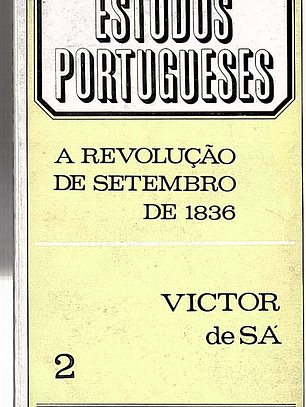 ESTUDOS
PORTUGUESES
A REVOLUÇÃO
DE SETEMBRO
DE 1836
VICTOR
de SÁ
2